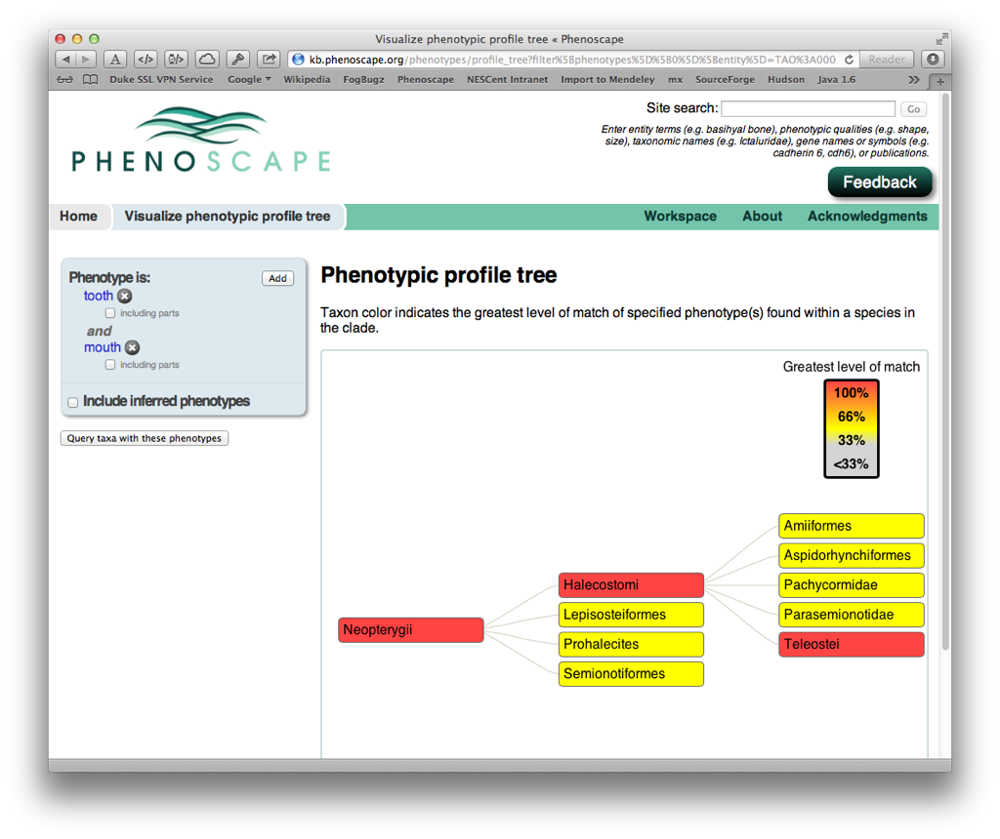 Visualize phenotypic profile tree « Phenoscape
kb.phenoscape.org/phenotypes/profile_tree?filter%5Bphenotypes%5D%5B0%5D%5Bentity%5D=TAO%3A000
Reader
Duke SSL VPN Service Google Wikipedia FogBugz Phenoscape NESCent Intranet Import to Mendeley mx SourceForge Hudson Java 1.6
PHENOSCAPE
Site search:
Go
Enter entity terms (e.g. basihyal bone), phenotypic qualities (e.g. shape,
size), taxonomic names (e.g. Ictaluridae), gene names or symbols (e.g.
cadherin 6, cdh6), or publications.
Feedback
Home Visualize phenotypic profile tree Workspace About Acknowledgments
Phenotype is: Add
tooth
including parts
and
mouth
including parts
Include inferred phenotypes
Query taxa with these phenotypes
Phenotypic profile tree
Taxon color indicates the greatest level of match of specified phenotype(s) found within a species in
the clade.
Greatest level of match
100%
66%
33%
<33%
Neopterygii
Halecostomi
Lepisosteiformes
Prohalecites
Semionotiformes
Amiiformes
Aspidorhynchiformes
Pachycormidae
Parasemionotidae
Teleostei